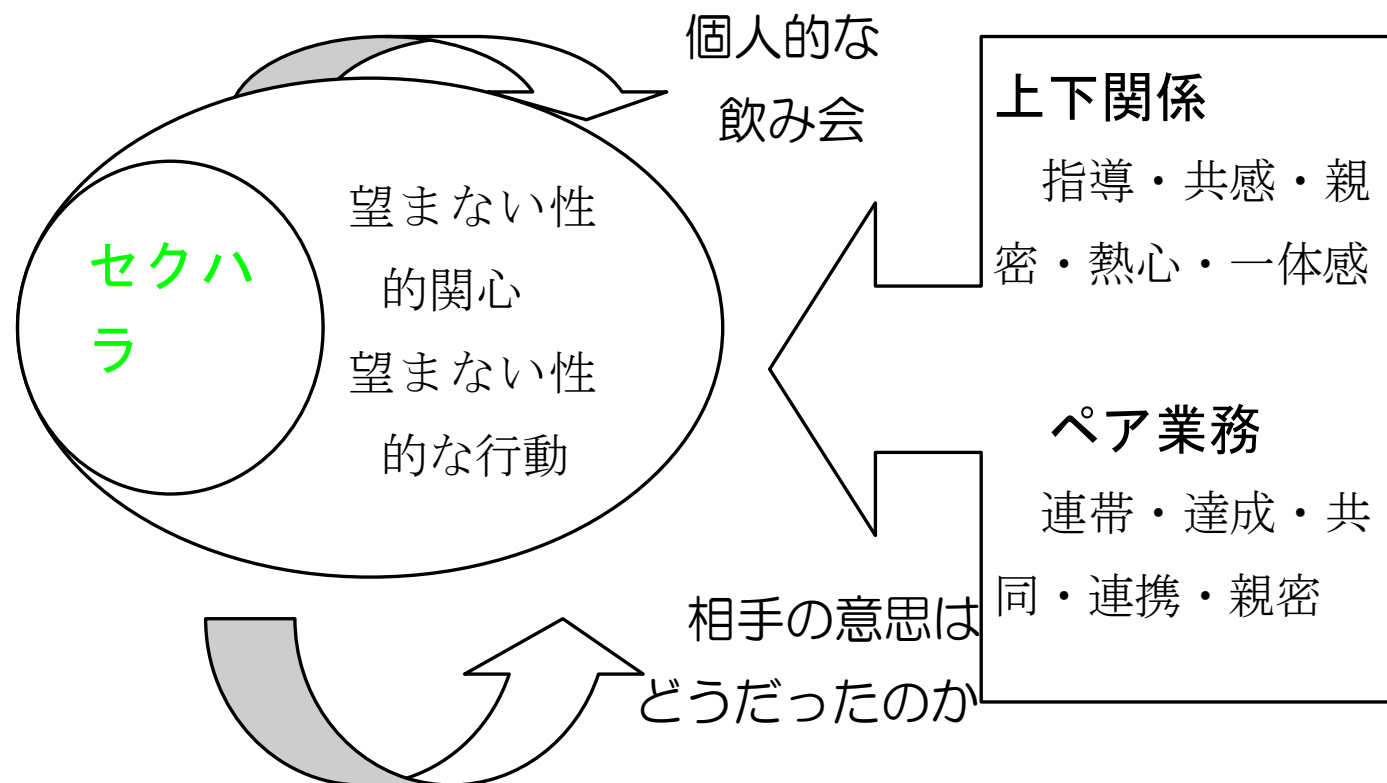 個人的な
飲み会
セクハ
ラ
望まない性
的関心
望まない性
的な行動
相手の意思は
どうだったのか
上下関係
指導・共感・親
密・熱心・一体感
ペア業務
連帯・達成・共
同・連携・親密